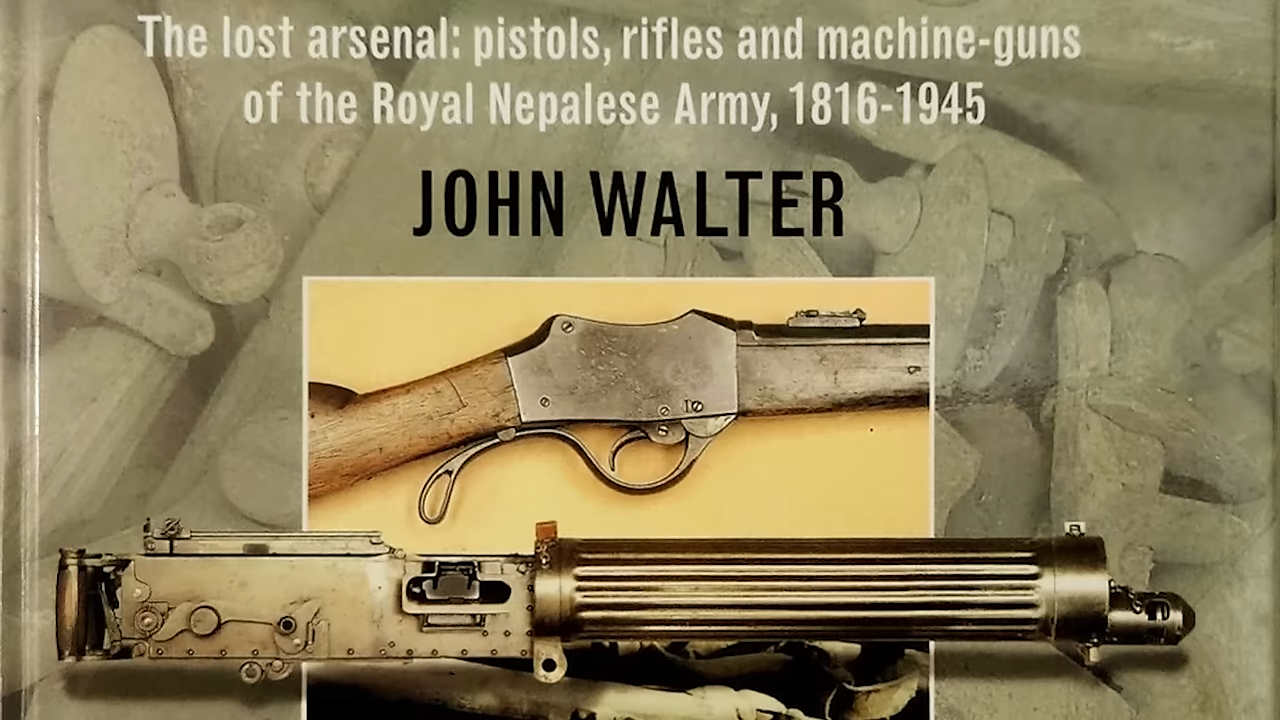 The lost arsenal: pistols, rifles and machine-guns
of the Royal Nepalese Army, 1816-1945
JOHN WALTER